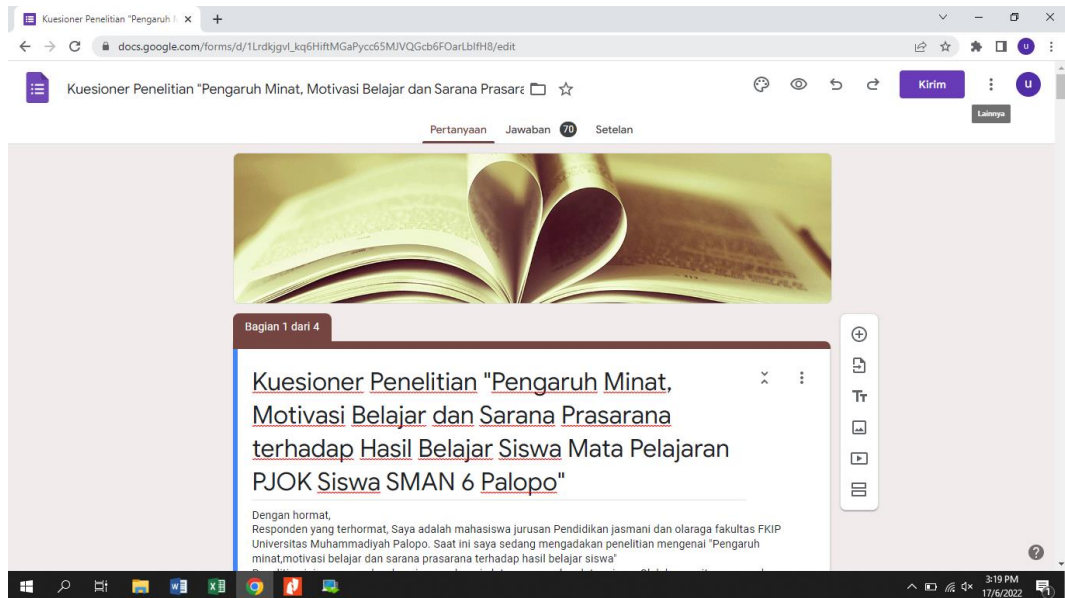 Kuesioner Penelitian "Pengaruh
docs.google.com/forms/d/1Lrdkjgvl_kq6HiftMGaPycc65MJVQGcb6FOarLbIfH8/edit
Kuesioner Penelitian "Pengaruh Minat, Motivasi Belajar dan Sarana Prasara
Kirim
U
Lainnya
Pertanyaan Jawaban 70 Setelan
Bagian 1 dari 4
Kuesioner Penelitian "Pengaruh Minat,
Motivasi Belajar dan Sarana Prasarana
terhadap Hasil Belajar Siswa Mata Pelajaran
PJOK Siswa SMAN 6 Palopo"
Dengan hormat,
Responden yang terhormat, Saya adalah mahasiswa jurusan Pendidikan jasmani dan olaraga fakultas FKIP
Universitas Muhammadiyah Palopo. Saat ini saya sedang mengadakan penelitian mengenai "Pengaruh
minat,motivasi belajar dan sarana prasarana terhadap hasil belajar siswa"
3:19 PM
17/6/2022